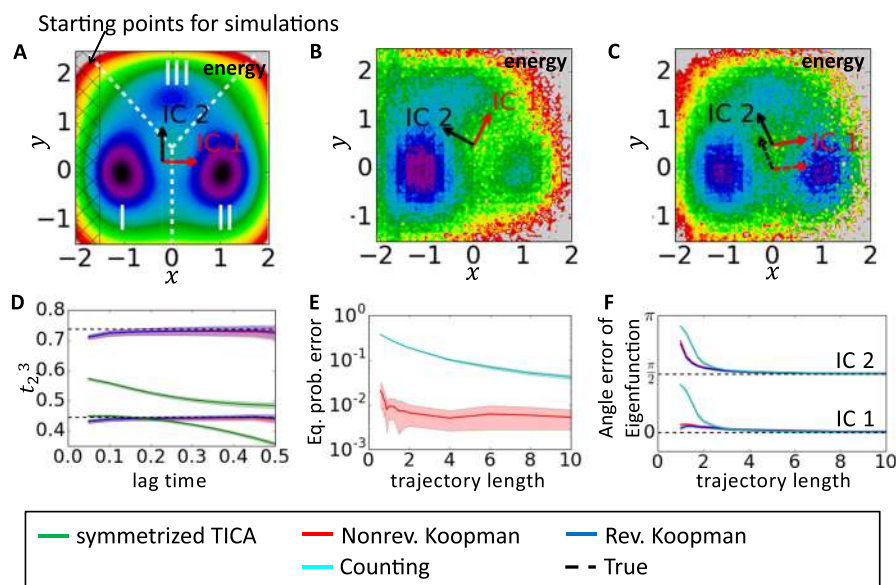 Starting points for simulations
A
energy
III
IC 2
IC 1
I
II
y
x
2
1
0
−1
−2 −1 0 1 2
B
energy
IC 2
IC 1
y
x
2
1
0
-1
−2 −1 0 1 2
C
energy
IC 2
IC 1
y
x
2
1
0
-1
−2 −1 0 1 2
D
t2,3
0.8
0.7
0.6
0.5
0.4
0.0 0.1 0.2 0.3 0.4 0.5
lag time
E
Eq. prob. error
10^0
10^-1
10^-2
10^-3
0 2 4 6 8 10
trajectory length
F
Angle error of
Eigenfunction
π
π/2
0
IC 2
IC 1
0 2 4 6 8 10
trajectory length
symmetrized TICA
Nonrev. Koopman
Rev. Koopman
Counting
True